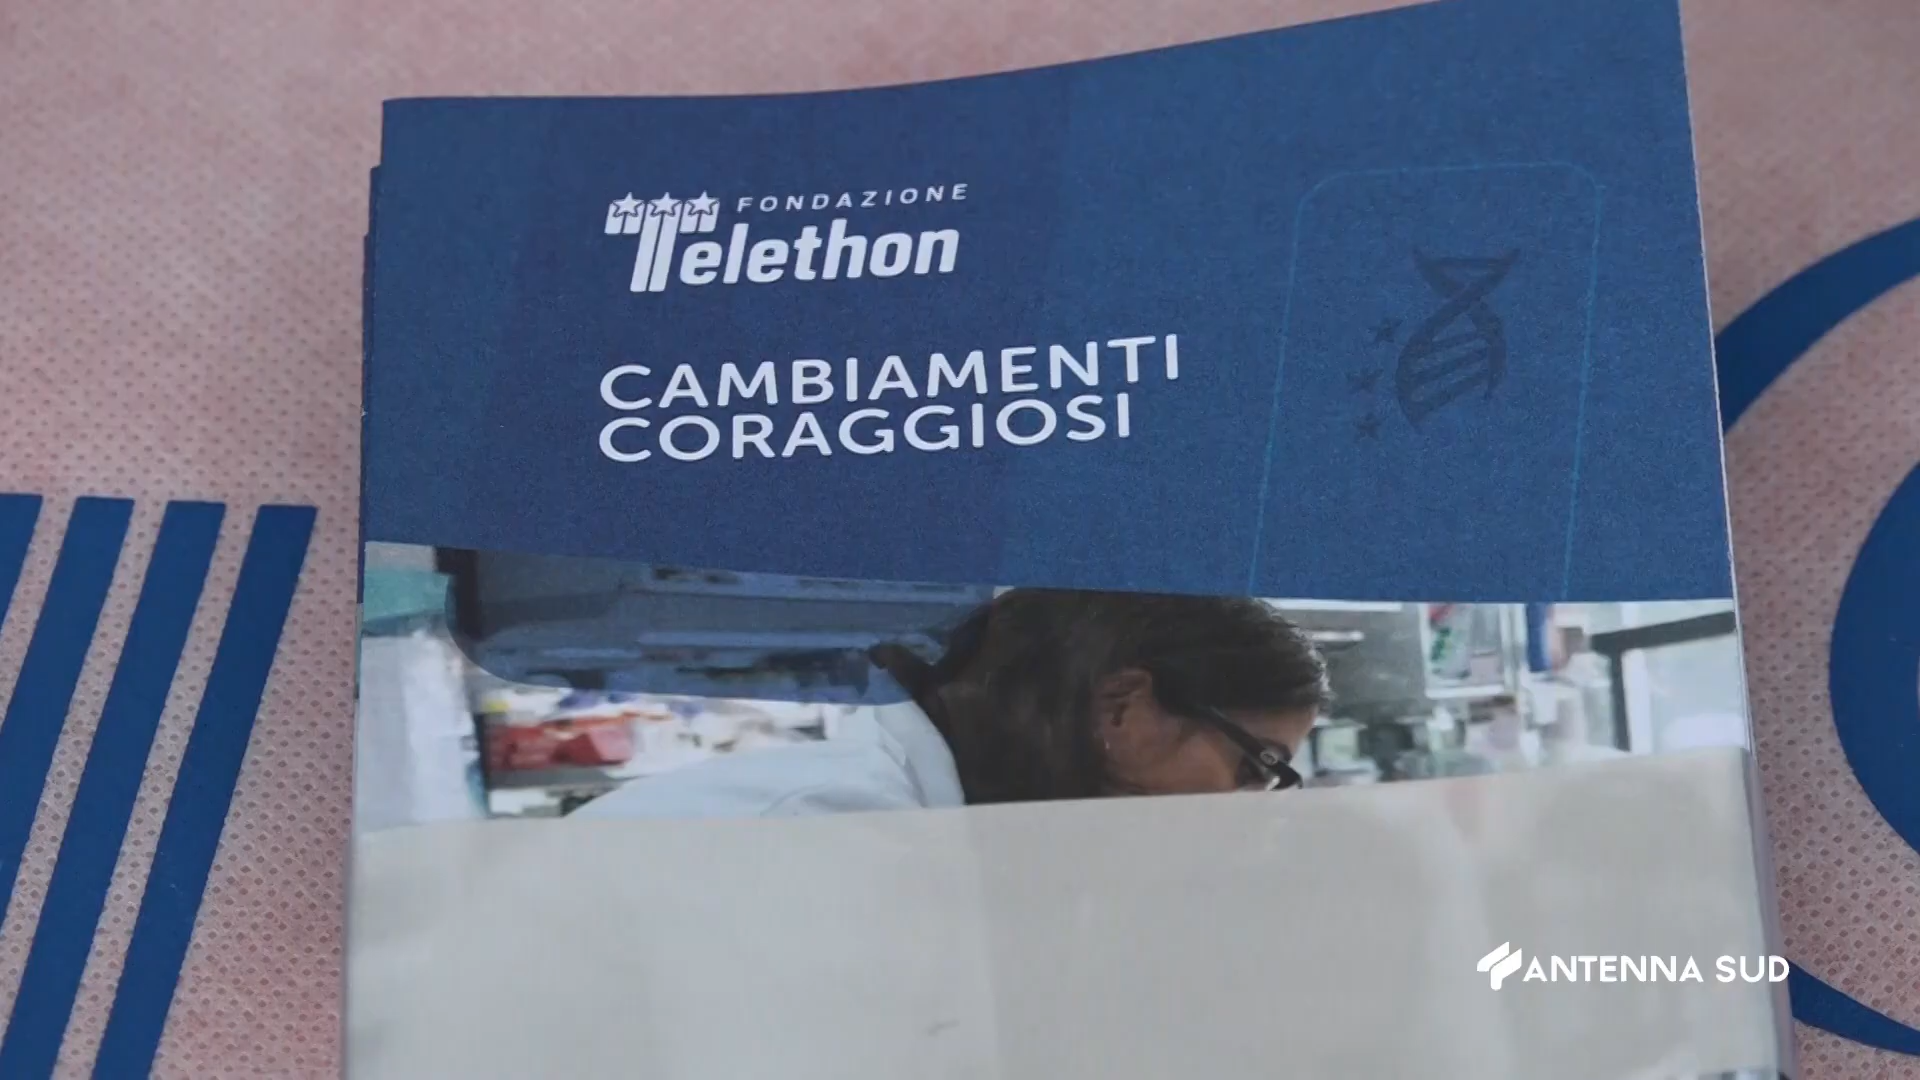 FONDAZIONE
Telethon
CAMBIAMENTI
CORAGGIOSI
ANTENNA SUD